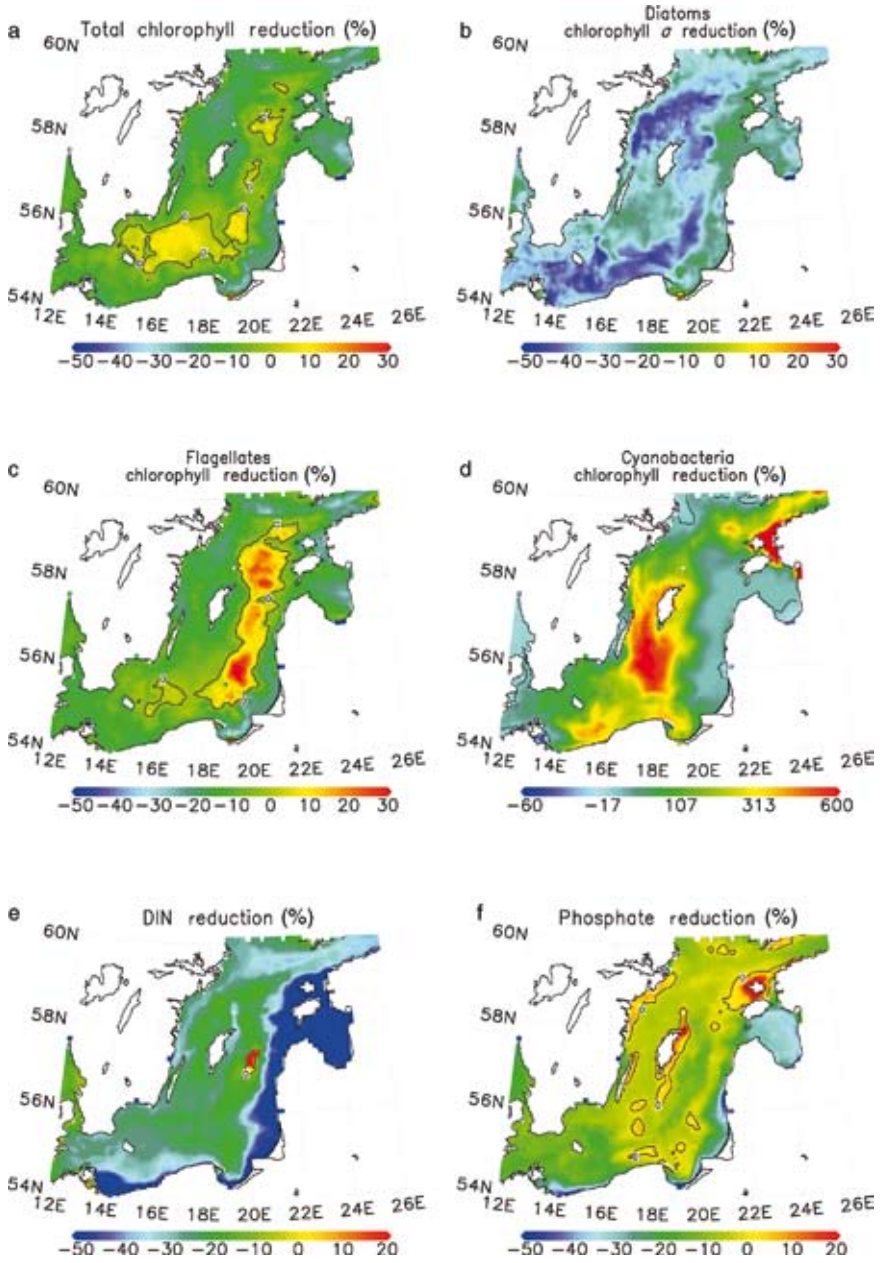 a Total chlorophyll reduction (%)
60N
58N
56N
54N
12E 14E 16E 18E 20E 22E 24E 26E
-50 -40 -30 -20 -10 0 10 20 30
b Diatoms
chlorophyll a reduction (%)
60N
58N
56N
54N
12E 14E 16E 18E 20E 22E 24E 26E
-50 -40 -30 -20 -10 0 10 20 30
c Flagellates
chlorophyll reduction (%)
60N
58N
56N
54N
12E 14E 16E 18E 20E 22E 24E 26E
-50 -40 -30 -20 -10 0 10 20 30
d Cyanobacteria
chlorophyll reduction (%)
60N
58N
56N
54N
12E 14E 16E 18E 20E 22E 24E 26E
-60 -17 107 313 600
e DIN reduction (%)
60N
58N
56N
54N
12E 14E 16E 18E 20E 22E 24E 26E
-50 -40 -30 -20 -10 0 10 20
f Phosphate reduction (%)
60N
58N
56N
54N
12E 14E 16E 18E 20E 22E 24E 26E
-50 -40 -30 -20 -10 0 10 20